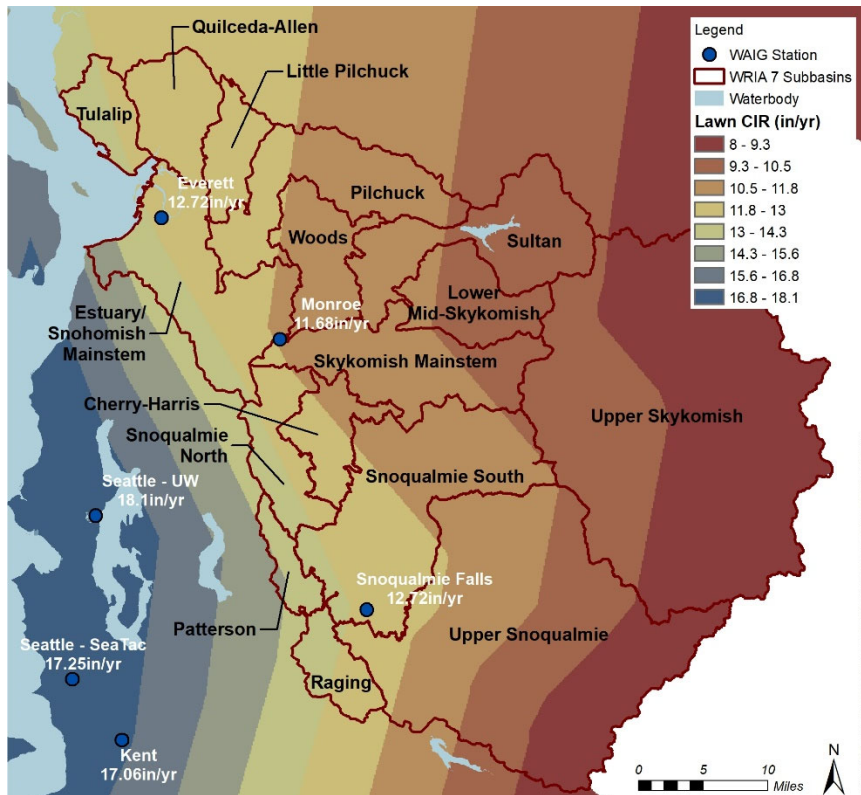 Quilceda-Allen
Little Pilchuck
Tulalip
Everett
12.72in/yr
Pilchuck
Woods
Sultan
Estuary/
Snohomish
Mainstem
Monroe
11.68in/yr
Lower
Mid-Skykomish
Skykomish Mainstem
Cherry-Harris
Upper Skykomish
Snoqualmie
North
Snoqualmie South
Seattle - UW
18.1in/yr
Snoqualmie Falls
12.72in/yr
Patterson
Upper Snoqualmie
Seattle - SeaTac
17.25in/yr
Raging
Kent
17.06in/yr
Legend
WAIG Station
WRIA 7 Subbasins
Waterbody
Lawn CIR (in/yr)
8 - 9.3
9.3 - 10.5
10.5 - 11.8
11.8 - 13
13 - 14.3
14.3 - 15.6
15.6 - 16.8
16.8 - 18.1
N
0 5 10
Miles